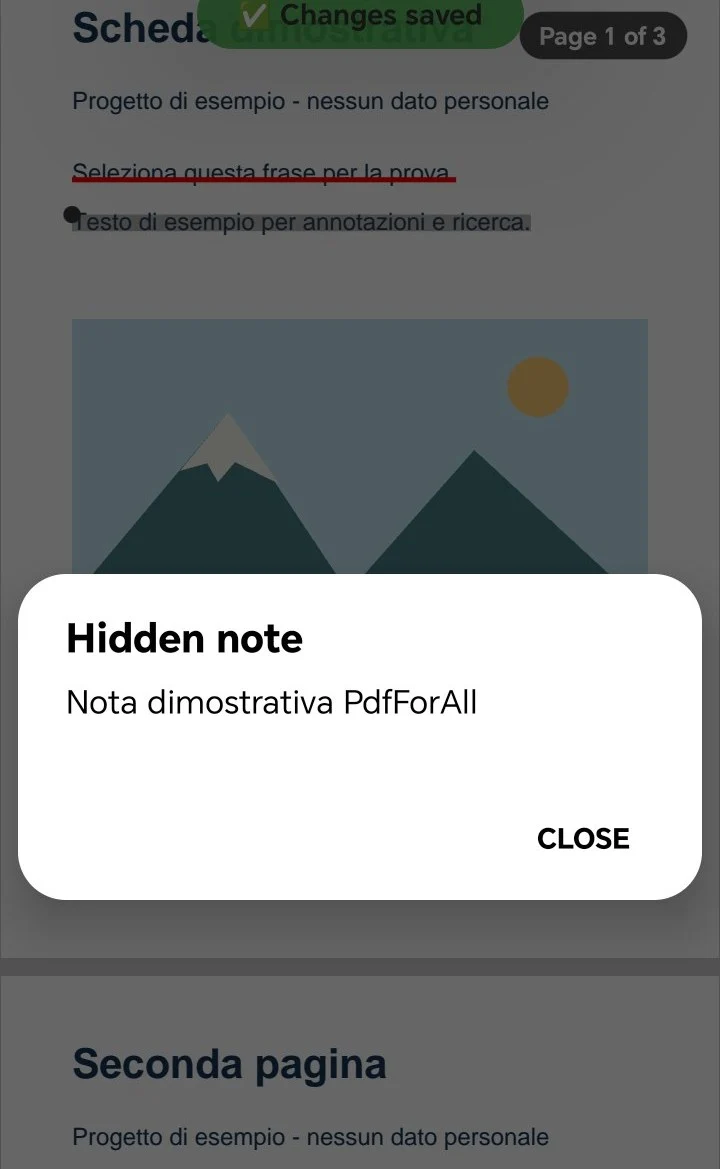 ✅ Changes saved
Scheda dimostrativa
Page 1 of 3
Progetto di esempio - nessun dato personale
Seleziona questa frase per la prova.
Testo di esempio per annotazioni e ricerca.
Hidden note
Nota dimostrativa PdfForAll
CLOSE
Seconda pagina
Progetto di esempio - nessun dato personale